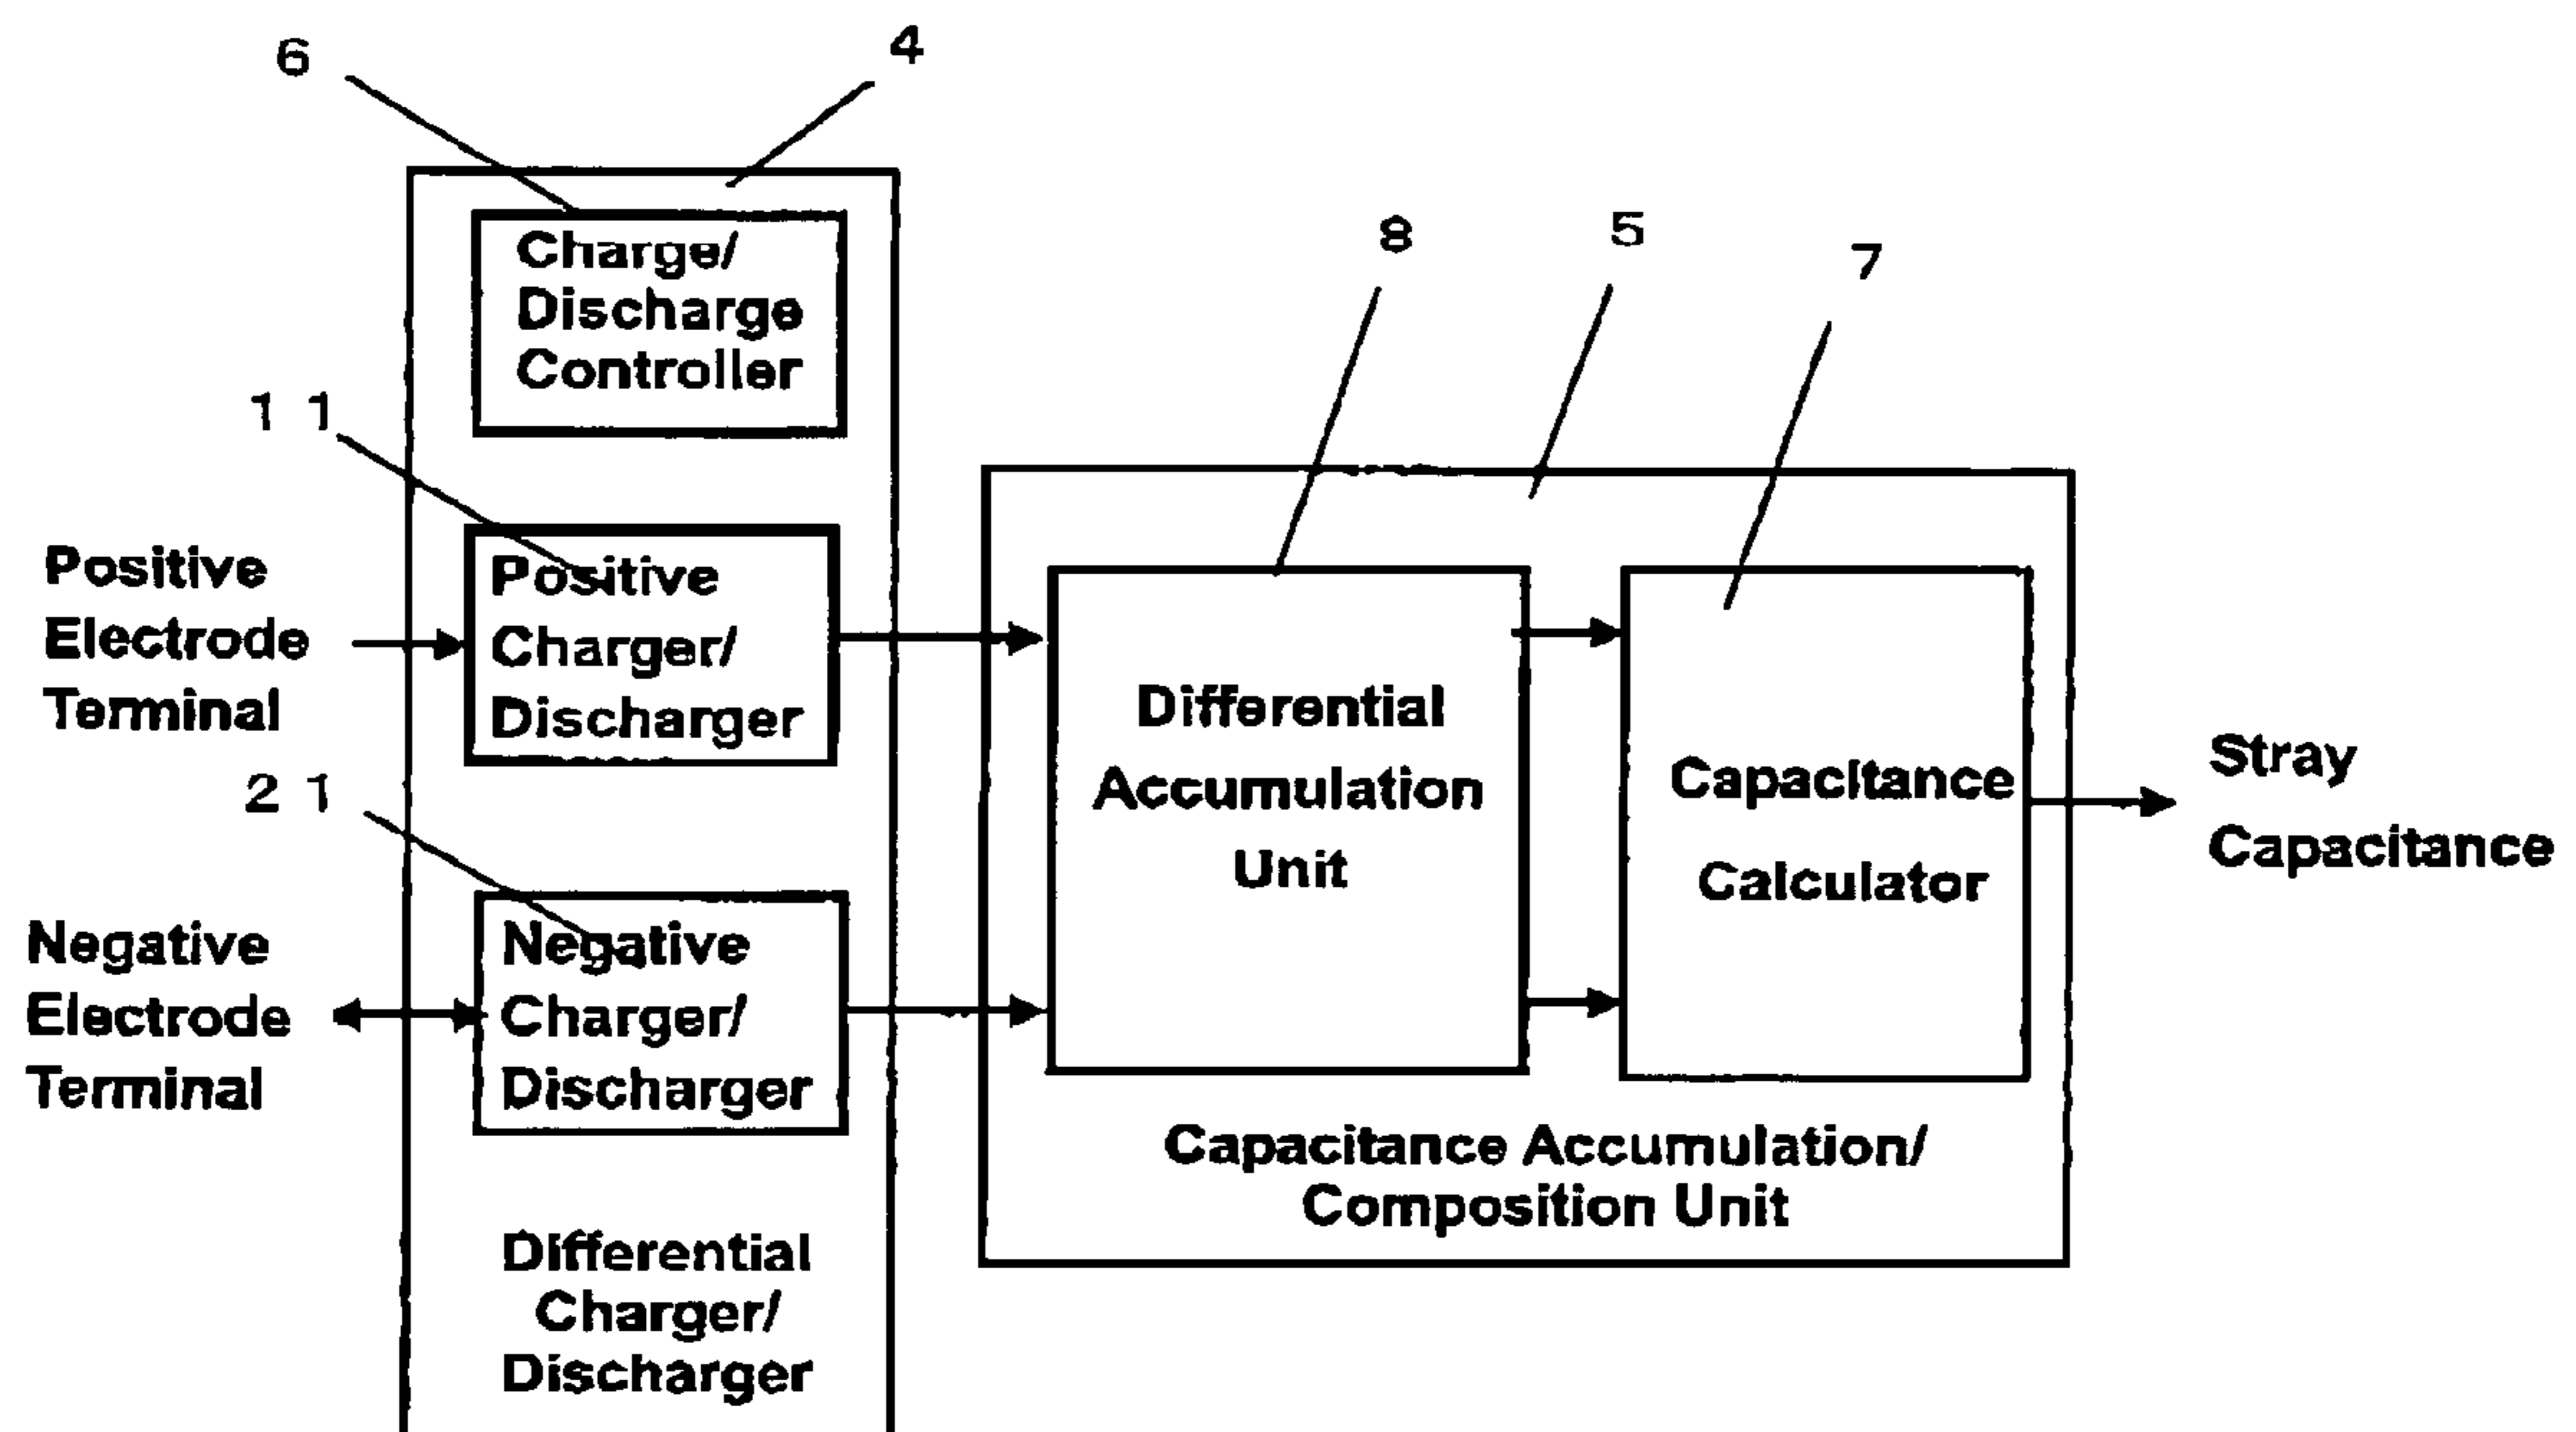 6
4
Charge/
Discharge
Controller
8
5
7
1 1
Positive
Electrode
Terminal
Positive
Charger/
Discharger
2 1
Negative
Electrode
Terminal
Negative
Charger/
Discharger
Differential
Charger/
Discharger
Differential
Accumulation
Unit
Capacitance
Calculator
Capacitance Accumulation/
Composition Unit
Stray
Capacitance